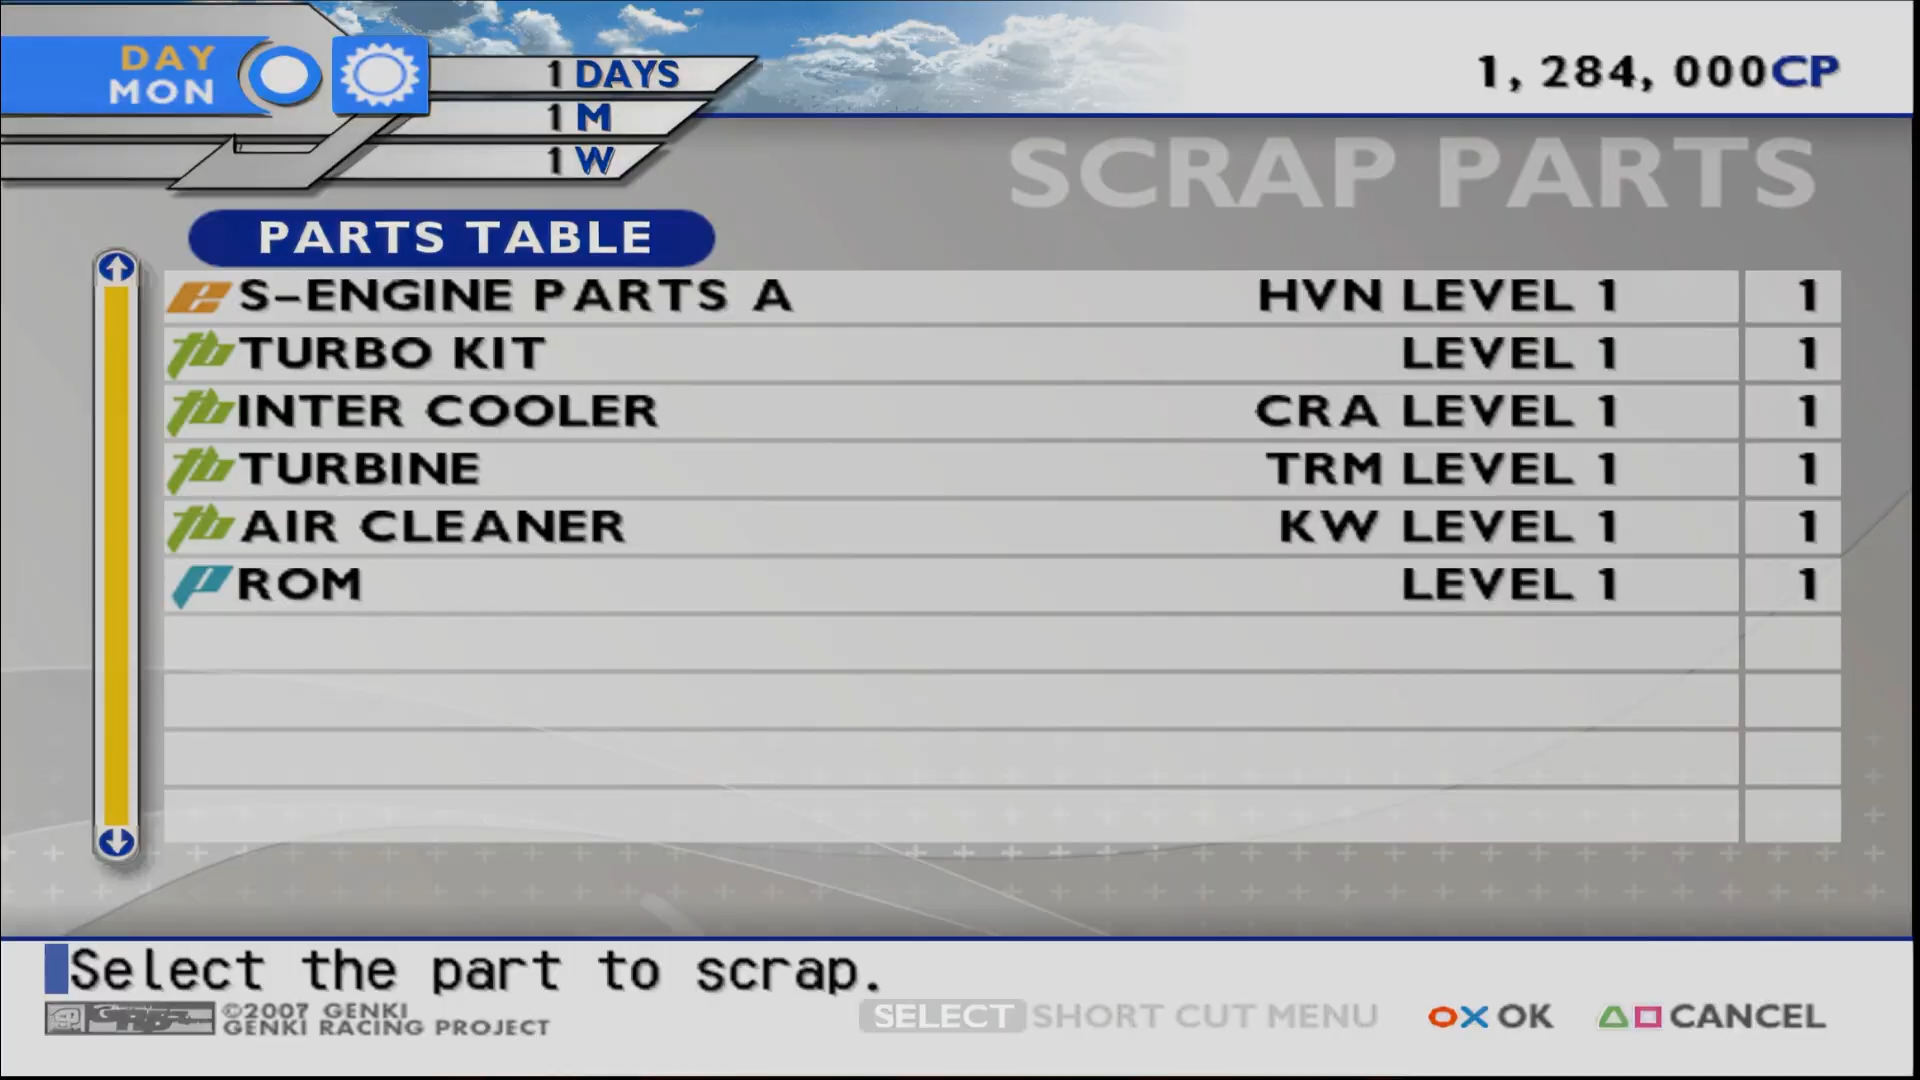 DAY
MON
1 DAYS
1 M
1 W
1, 284, 000CP
SCRAP PARTS
PARTS TABLE
S-ENGINE PARTS A HVN LEVEL 1 1
TURBO KIT LEVEL 1 1
INTER COOLER CRA LEVEL 1 1
TURBINE TRM LEVEL 1 1
AIR CLEANER KW LEVEL 1 1
ROM LEVEL 1 1
Select the part to scrap.
©2007 GENKI
GENKI RACING PROJECT
SELECT SHORT CUT MENU OK CANCEL